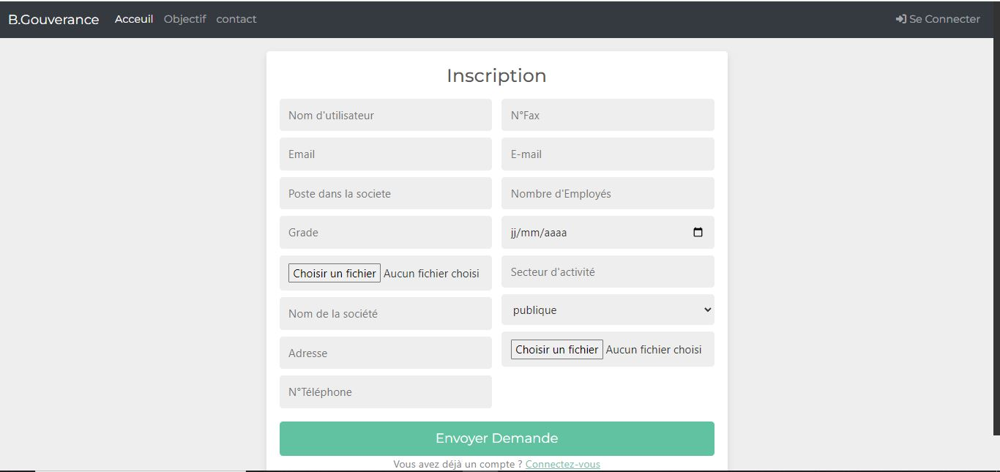 B.Gouverance Acceuil Objectif contact Se Connecter
Inscription
Nom d'utilisateur
Email
Poste dans la societe
Grade
Choisir un fichier Aucun fichier choisi
Nom de la société
Adresse
N°Téléphone
N°Fax
E-mail
Nombre d'Employés
jj/mm/aaaa
Secteur d'activité
publique
Choisir un fichier Aucun fichier choisi
Envoyer Demande
Vous avez déjà un compte ? Connectez-vous